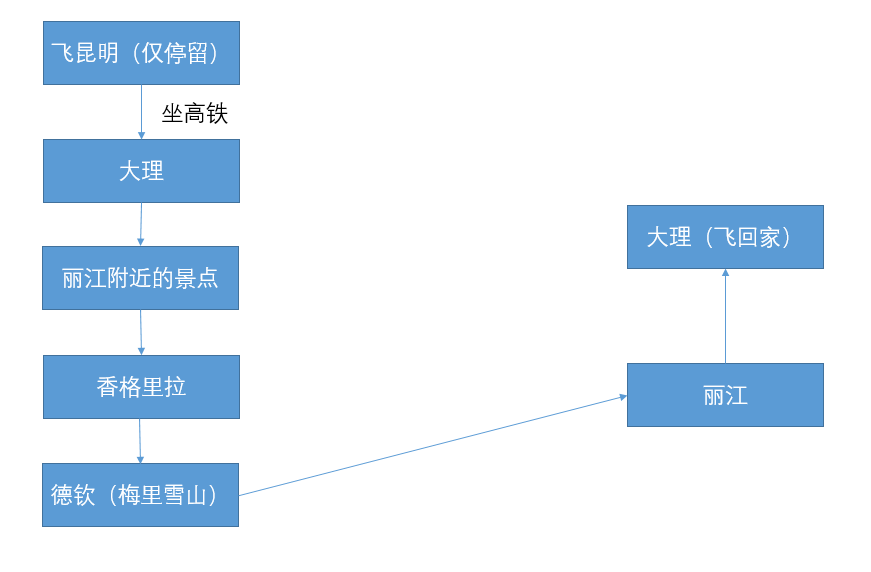 飞昆明（仅停留）
坐高铁
大理
丽江附近的景点
香格里拉
德钦（梅里雪山）
丽江
大理（飞回家）